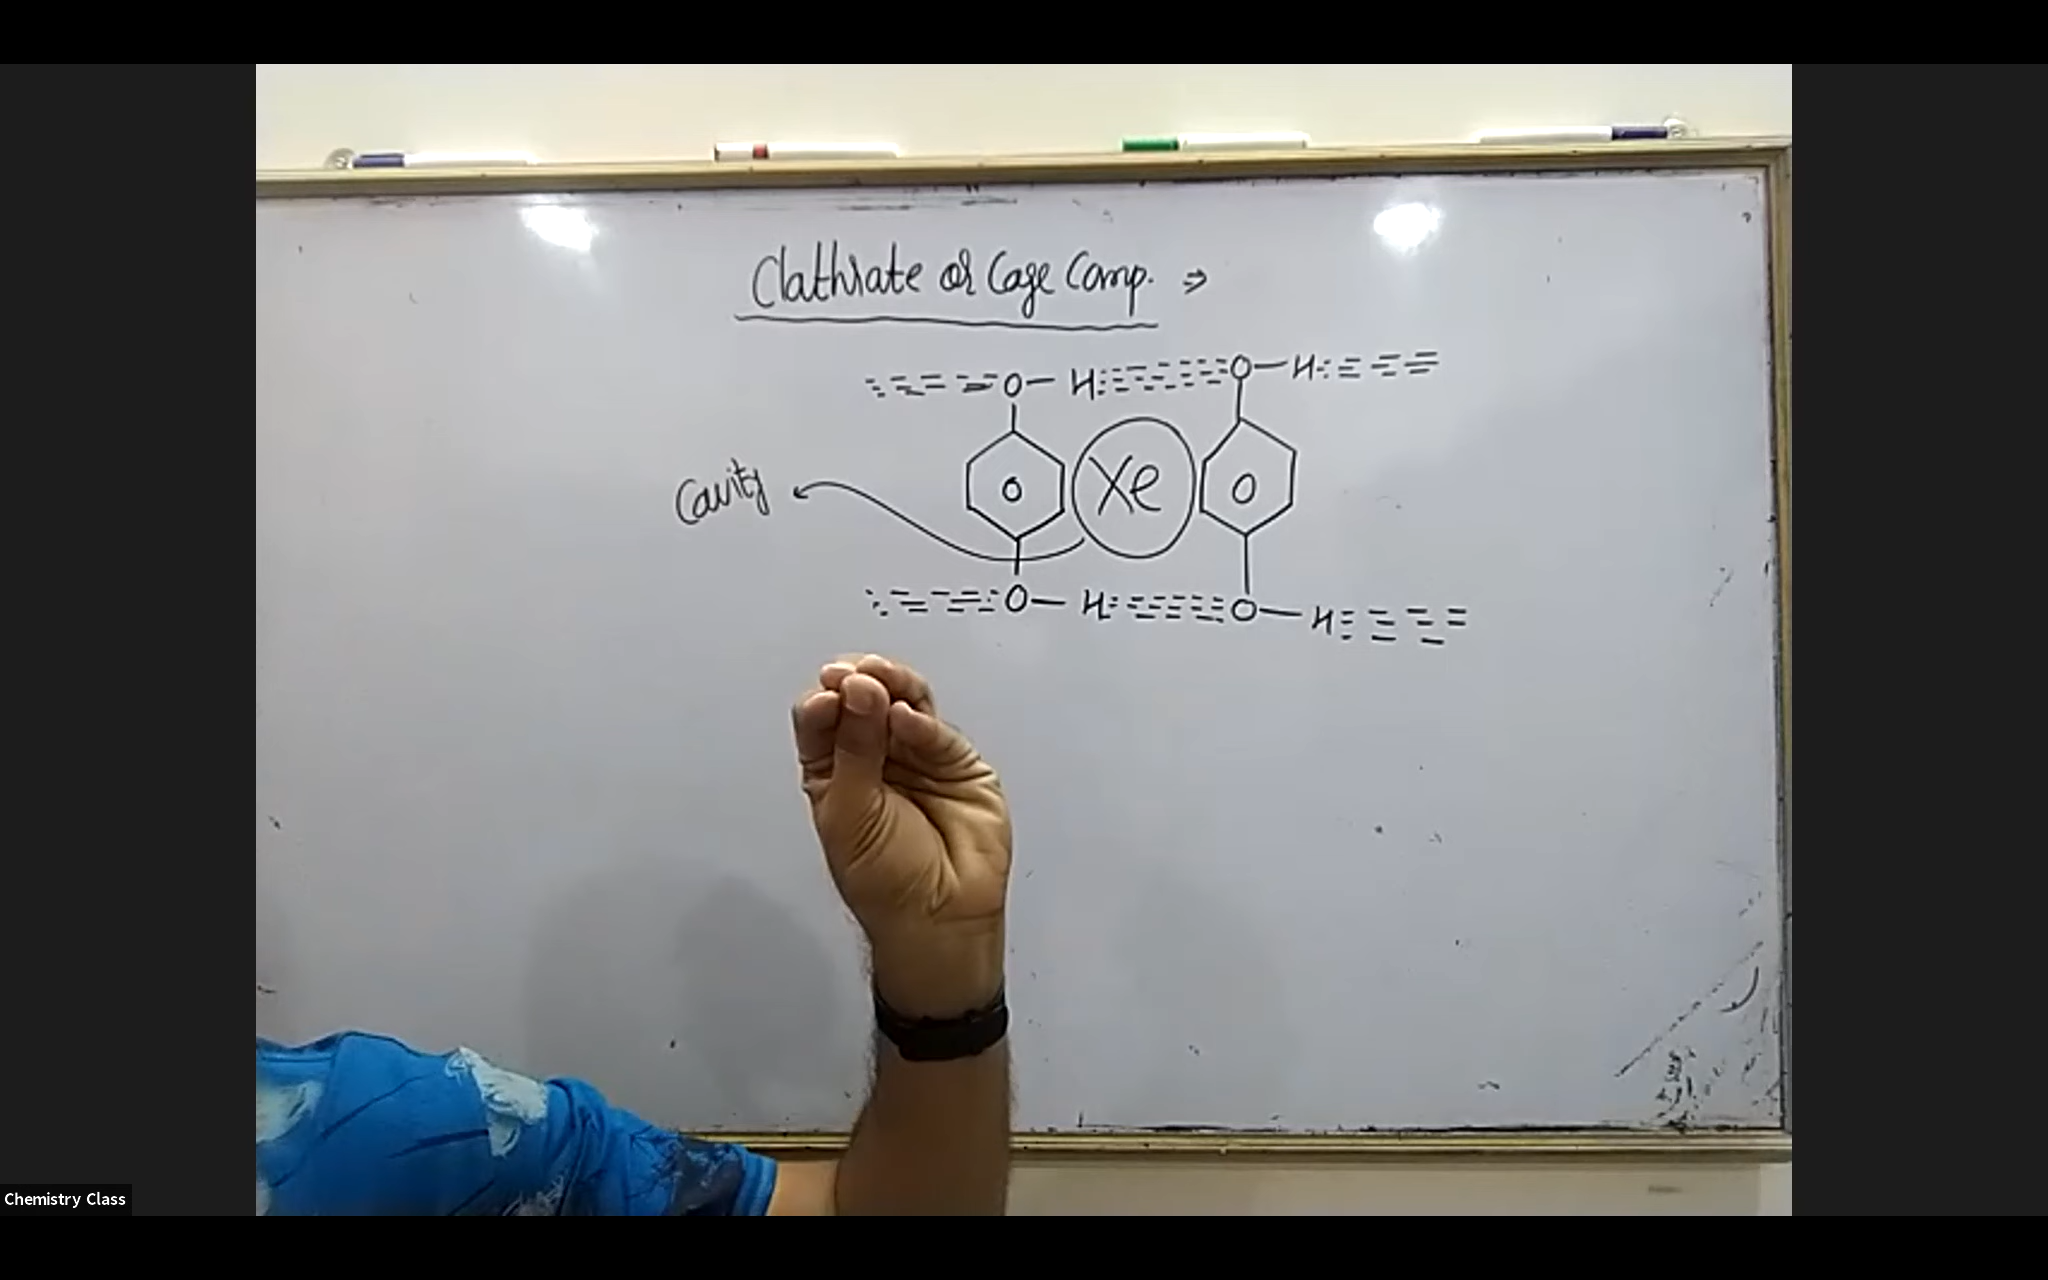 Clathrate or Cage Comp. ⇒
O — H O — H
Cavity
Xe
O — H O — H
Chemistry Class